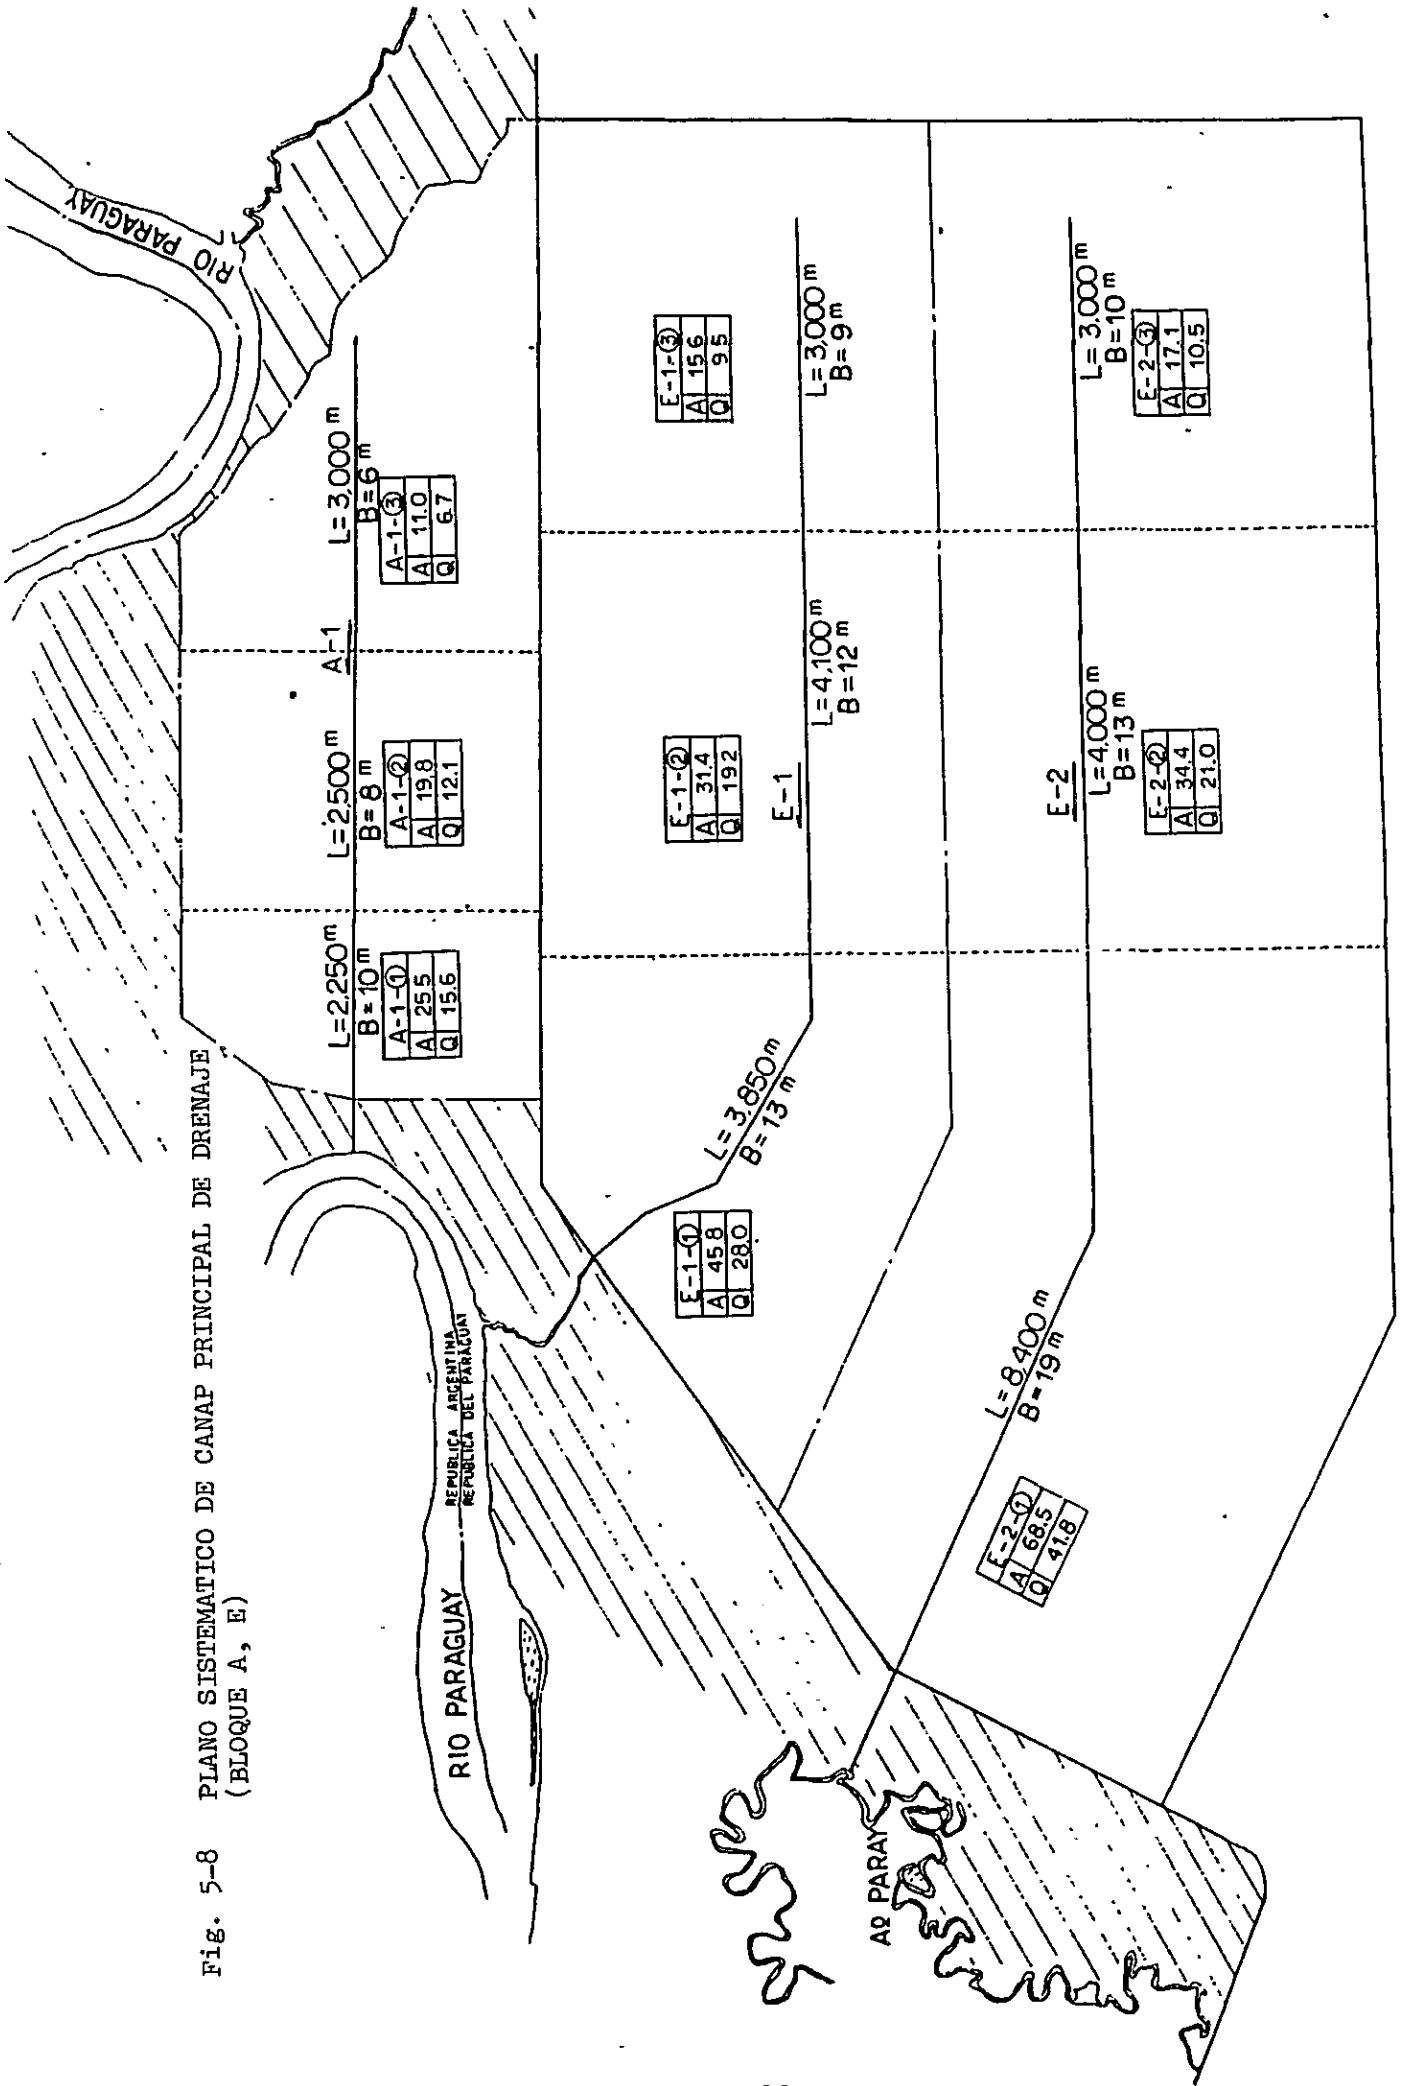 Fig. 5-8 PLANO SISTEMATICO DE CANAP PRINCIPAL DE DRENAJE
(BLOQUE A, E)
RIO PARAGUAY
REPUBLICA ARGENTINA
REPUBLICA DEL PARAGUAY
RIO PARAGUAY
L=2,250m
B=10m
A-1-①
A 25.5
Q 15.6
L=2,500m
B=8m
A-1-②
A 19.8
Q 12.1
A-1
L=3,000m
B=6m
A-1-③
A 11.0
Q 6.7
E-1-①
A 45.8
Q 28.0
L=3,850m
B=13m
E-1-②
A 31.4
Q 19.2
E-1
L=4,100m
B=12m
E-1-③
A 15.6
Q 9.5
L=3,000m
B=9m
Aº PARAY
E-2-①
A 68.5
Q 41.8
L=8,400m
B=19m
E-2
L=4,000m
B=13m
E-2-②
A 34.4
Q 21.0
L=3,000m
B=10m
E-2-③
A 17.1
Q 10.5